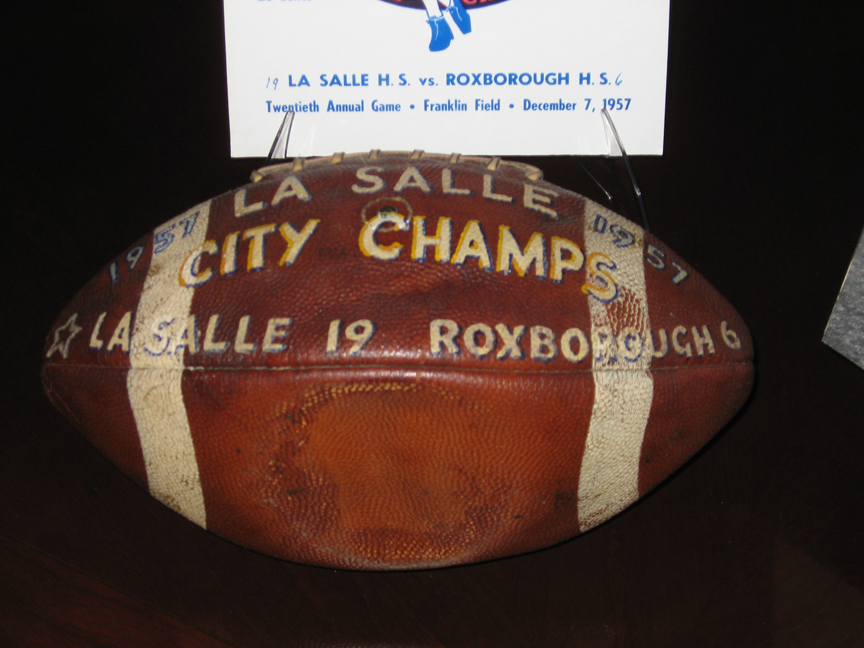 19 LA SALLE H. S. vs. ROXBOROUGH H. S. 6
Twentieth Annual Game • Franklin Field • December 7, 1957
LA SALLE
1957 CITY CHAMPS 1957
☆ LA SALLE 19 ROXBOROUGH 6